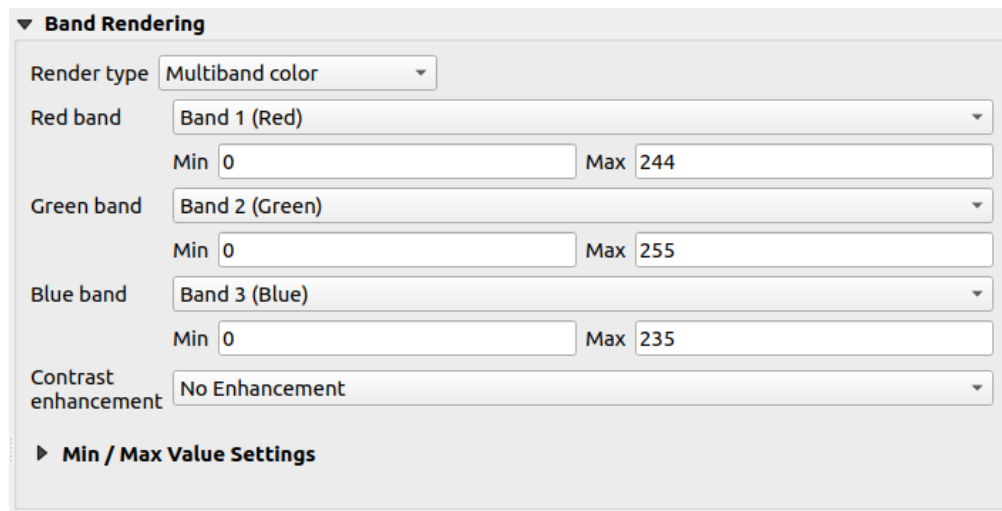 Band Rendering
Render type Multiband color
Red band Band 1 (Red)
Min 0 Max 244
Green band Band 2 (Green)
Min 0 Max 255
Blue band Band 3 (Blue)
Min 0 Max 235
Contrast
enhancement No Enhancement
Min / Max Value Settings